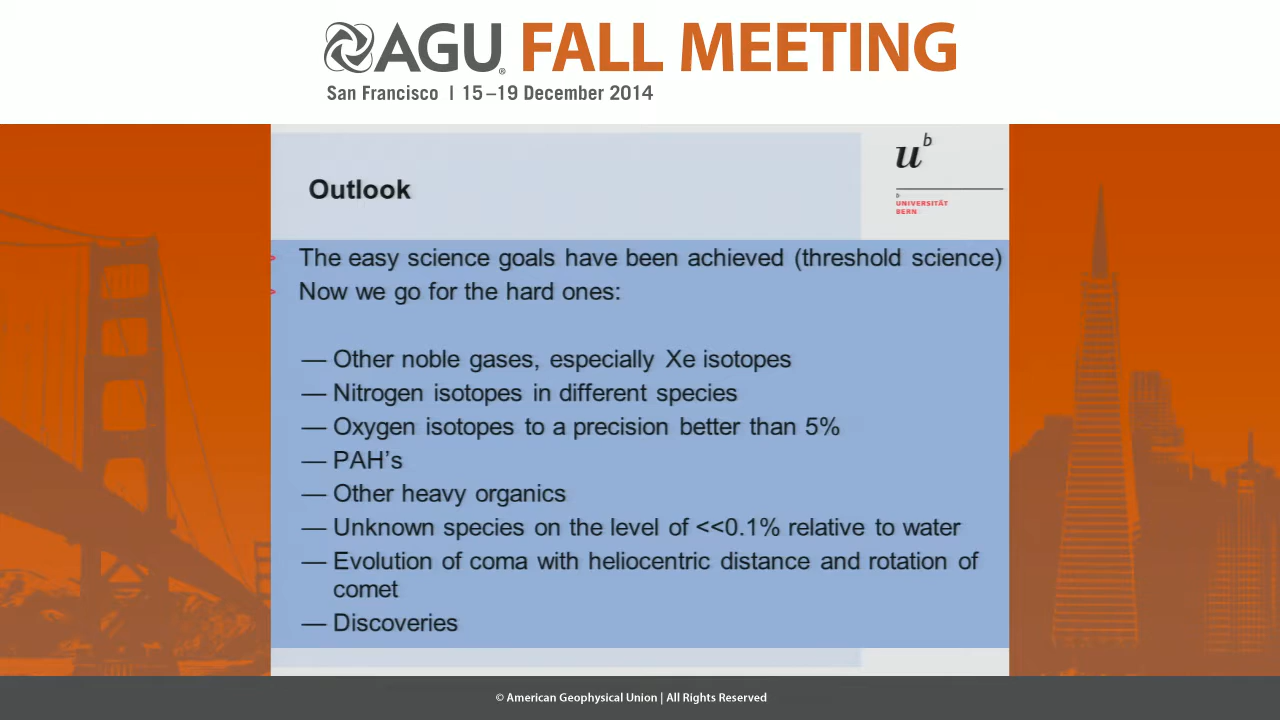 AGU® FALL MEETING
San Francisco | 15–19 December 2014
u b
Outlook
b
UNIVERSITÄT
BERN
The easy science goals have been achieved (threshold science)
Now we go for the hard ones:
— Other noble gases, especially Xe isotopes
— Nitrogen isotopes in different species
— Oxygen isotopes to a precision better than 5%
— PAH's
— Other heavy organics
— Unknown species on the level of <<0.1% relative to water
— Evolution of coma with heliocentric distance and rotation of
comet
— Discoveries
© American Geophysical Union | All Rights Reserved